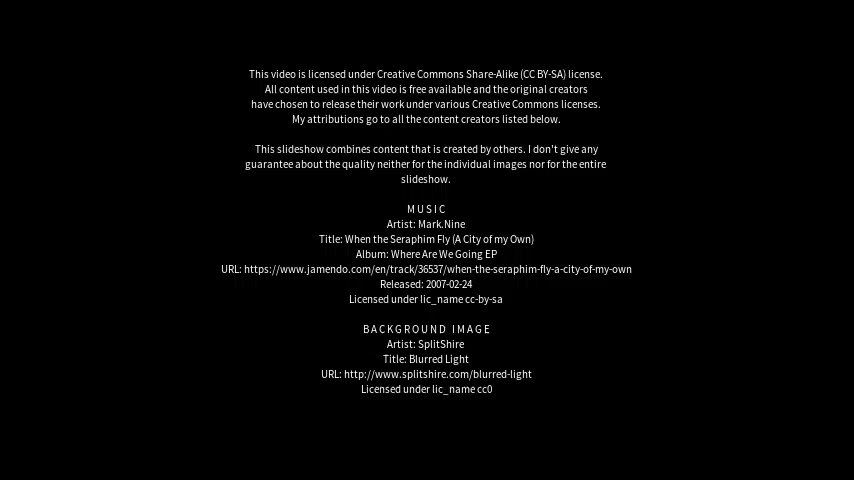 This video is licensed under Creative Commons Share-Alike (CC BY-SA) license.
All content used in this video is free available and the original creators
have chosen to release their work under various Creative Commons licenses.
My attributions go to all the content creators listed below.
This slideshow combines content that is created by others. I don't give any
guarantee about the quality neither for the individual images nor for the entire
slideshow.
M U S I C
Artist: Mark.Nine
Title: When the Seraphim Fly (A City of my Own)
Album: Where Are We Going EP
URL: https://www.jamendo.com/en/track/36537/when-the-seraphim-fly-a-city-of-my-own
Released: 2007-02-24
Licensed under lic_name cc-by-sa
B A C K G R O U N D  I M A G E
Artist: SplitShire
Title: Blurred Light
URL: http://www.splitshire.com/blurred-light
Licensed under lic_name cc0